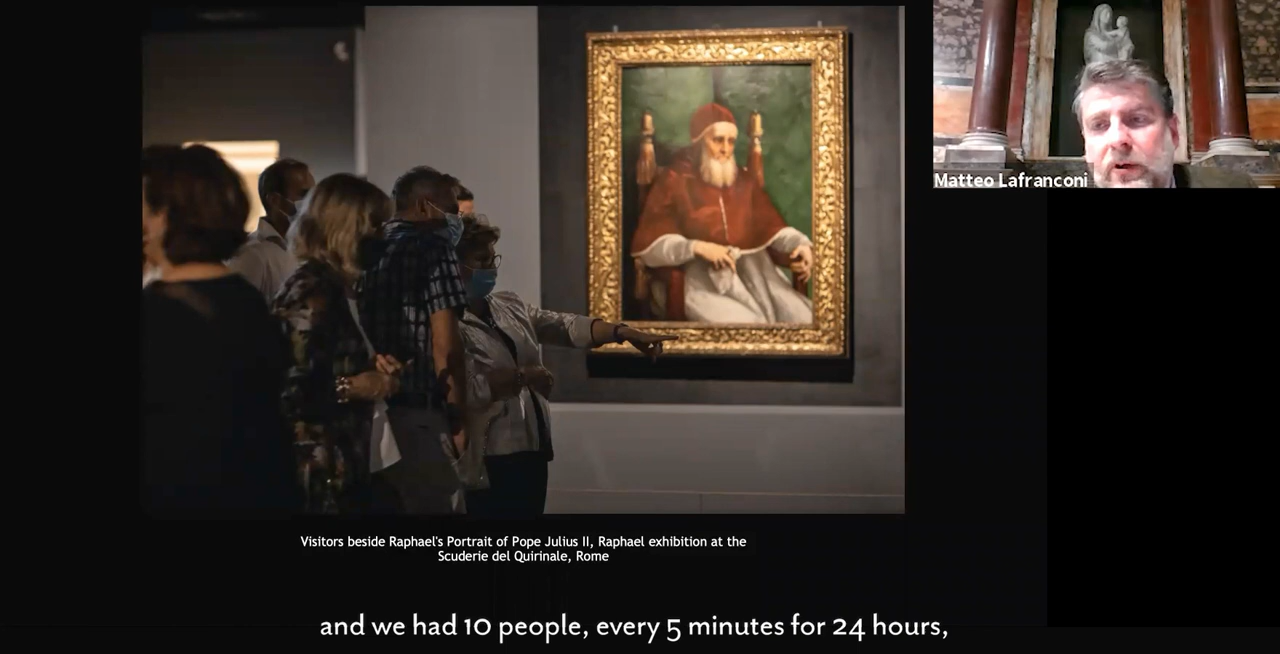 Matteo Lafranconi
Visitors beside Raphael's Portrait of Pope Julius II, Raphael exhibition at the
Scuderie del Quirinale, Rome
and we had 10 people, every 5 minutes for 24 hours,